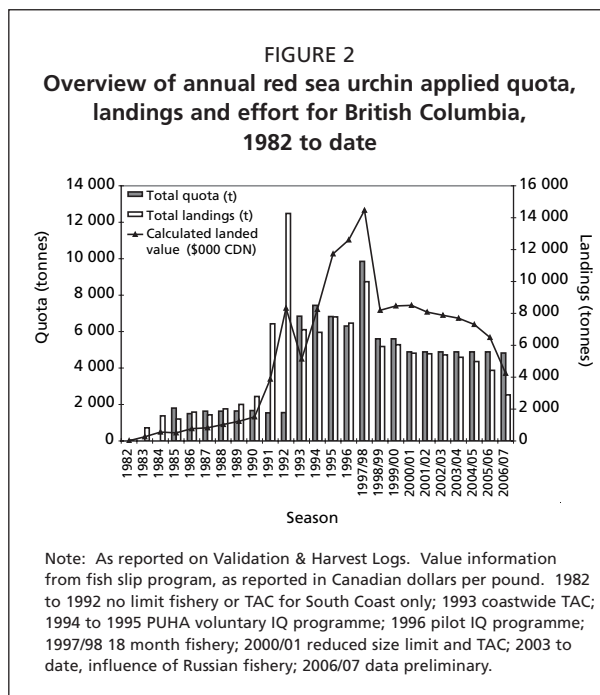 FIGURE 2
Overview of annual red sea urchin applied quota,
landings and effort for British Columbia,
1982 to date
14 000
12 000
10 000
8 000
6 000
4 000
2 000
0
Quota (tonnes)
Total quota (t)
Total landings (t)
Calculated landed
value ($000 CDN)
16 000
14 000
12 000
10 000
8 000
6 000
4 000
2 000
0
Landings (tonnes)
1982
1983
1984
1985
1986
1987
1988
1989
1990
1991
1992
1993
1994
1995
1996
1997/98
1998/99
1999/00
2000/01
2001/02
2002/03
2003/04
2004/05
2005/06
2006/07
Season
Note: As reported on Validation & Harvest Logs. Value information
from fish slip program, as reported in Canadian dollars per pound. 1982
to 1992 no limit fishery or TAC for South Coast only; 1993 coastwide TAC;
1994 to 1995 PUHA voluntary IQ programme; 1996 pilot IQ programme;
1997/98 18 month fishery; 2000/01 reduced size limit and TAC; 2003 to
date, influence of Russian fishery; 2006/07 data preliminary.